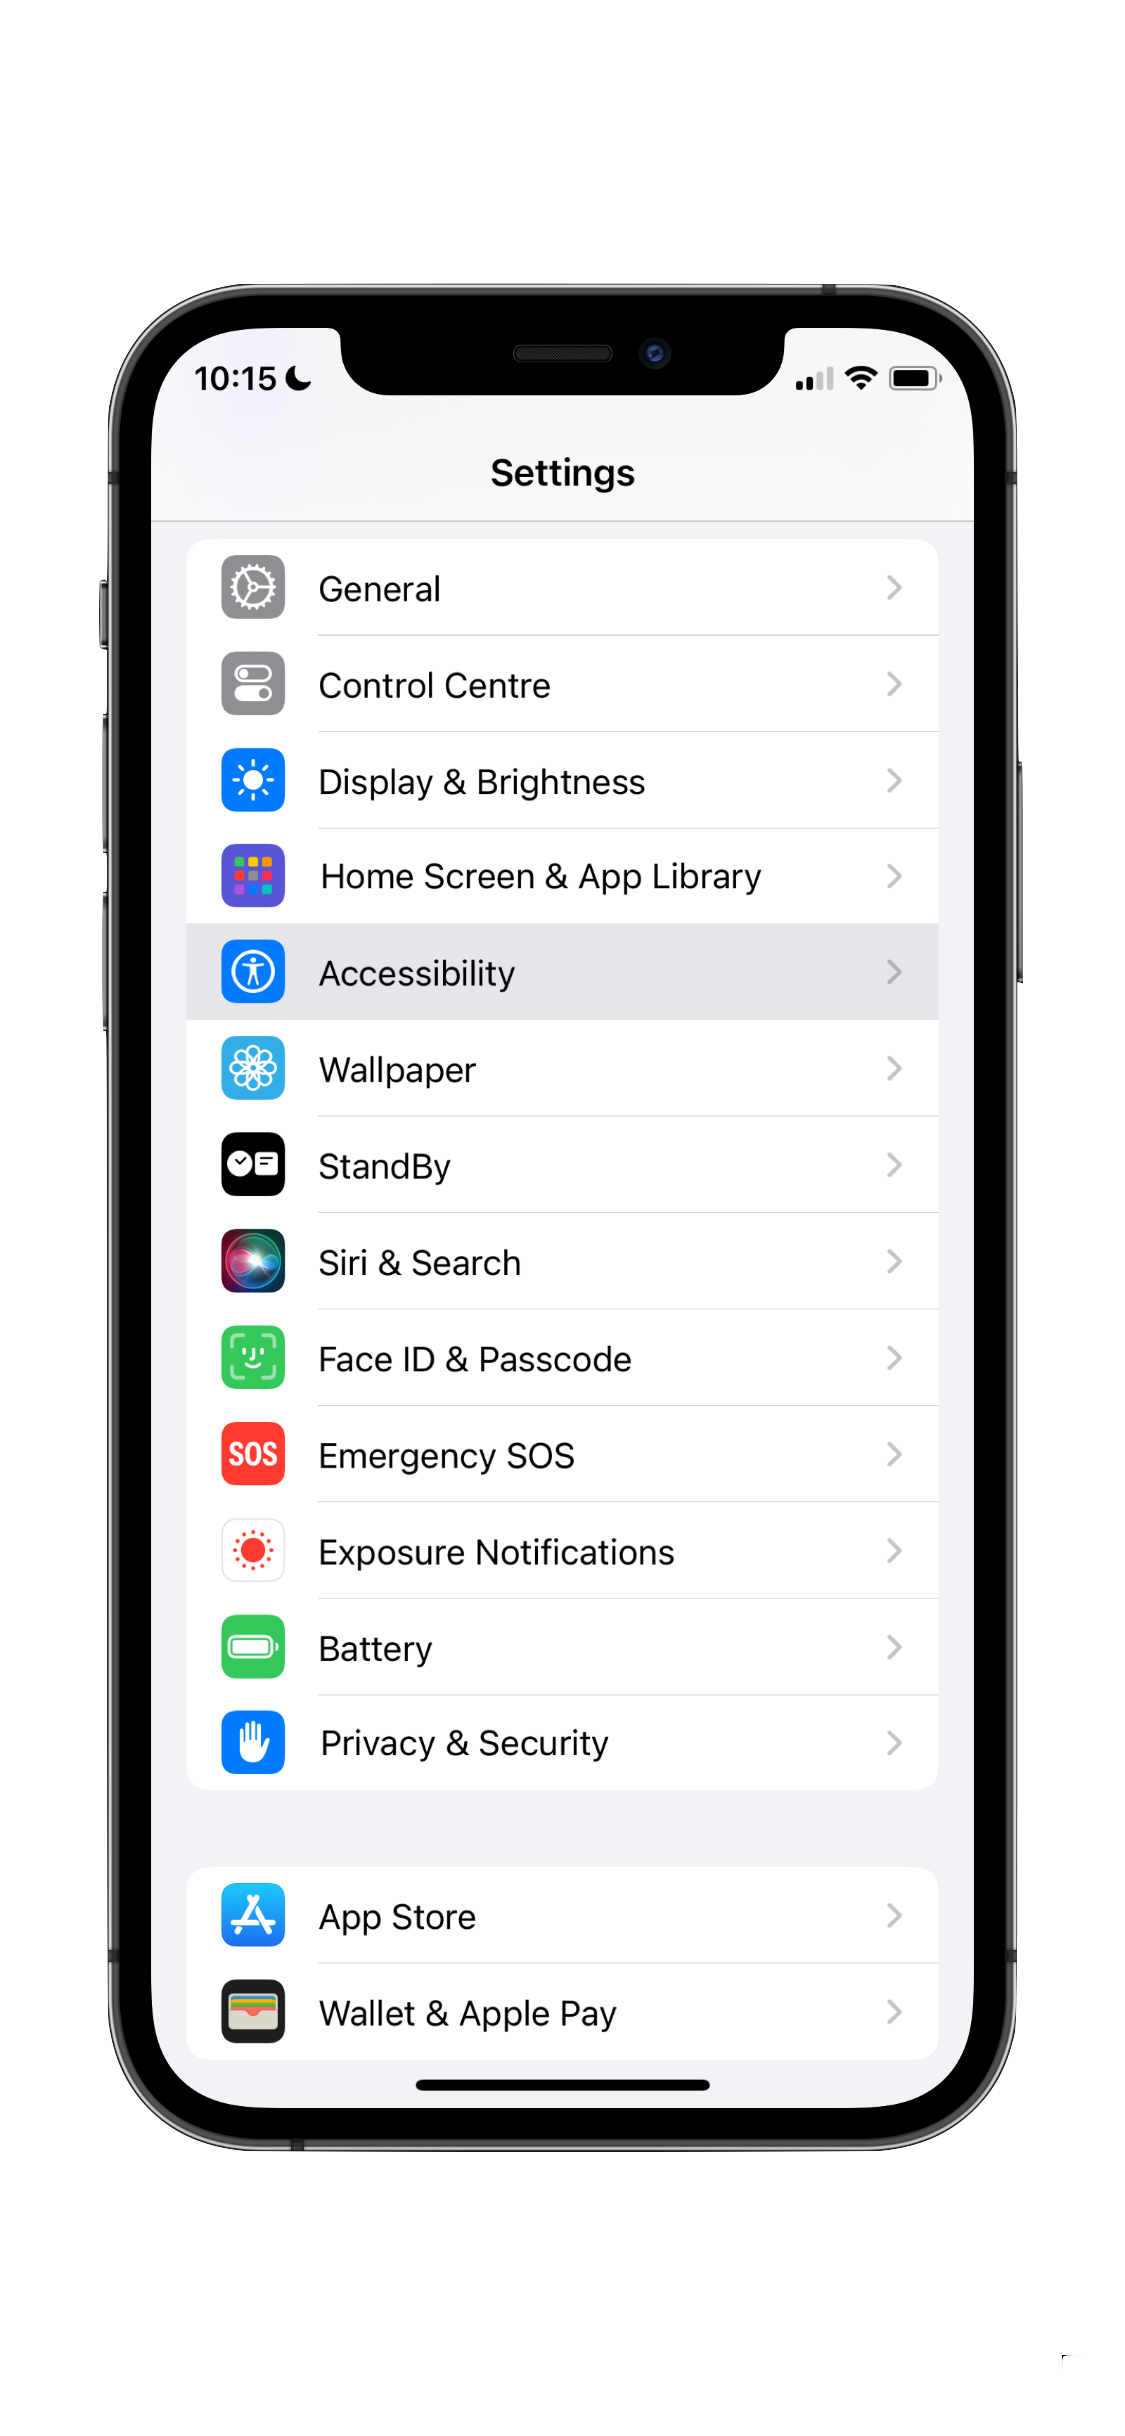 10:15
Settings
General
Control Centre
Display & Brightness
Home Screen & App Library
Accessibility
Wallpaper
StandBy
Siri & Search
Face ID & Passcode
SOS
Emergency SOS
Exposure Notifications
Battery
Privacy & Security
App Store
Wallet & Apple Pay